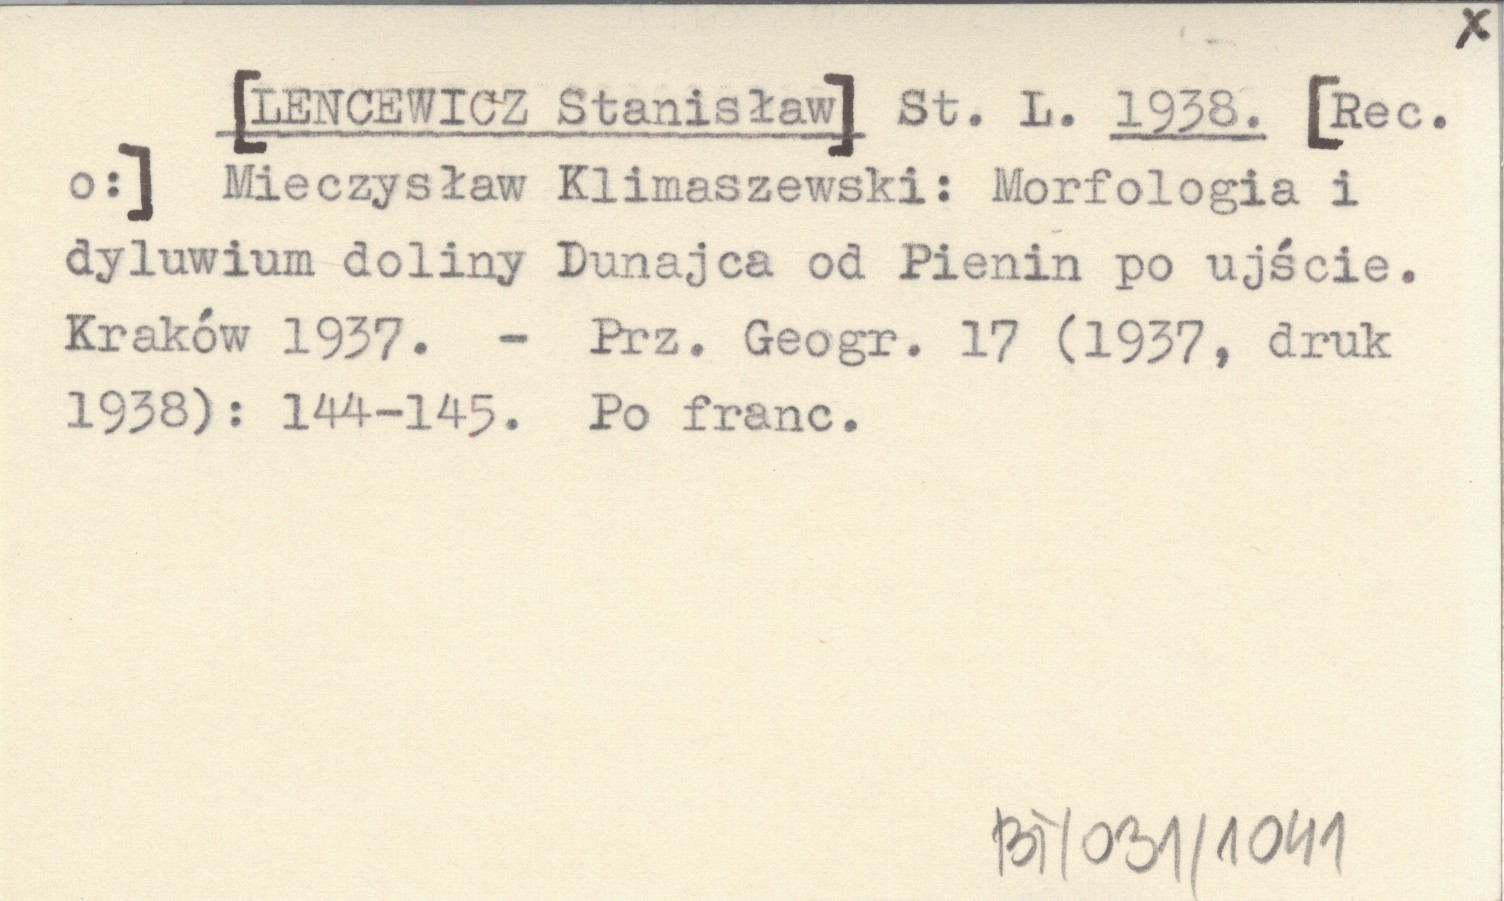 x
[LENCEWICZ Stanisław] St. L. 1938. [Rec.
o:] Mieczysław Klimaszewski: Morfologia i
dyluwium doliny Dunajca od Pienin po ujście.
Kraków 1937. - Prz. Geogr. 17 (1937, druk
1938): 144-145. Po franc.
BT/031/1041